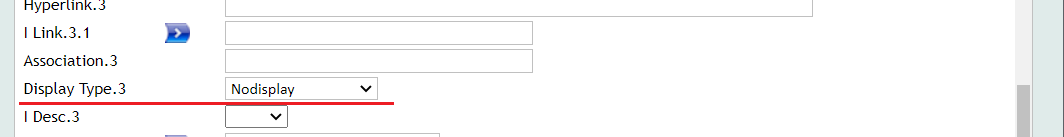 Hyperlink.3
I Link.3.1
Association.3
Display Type.3 Nodisplay
I Desc.3